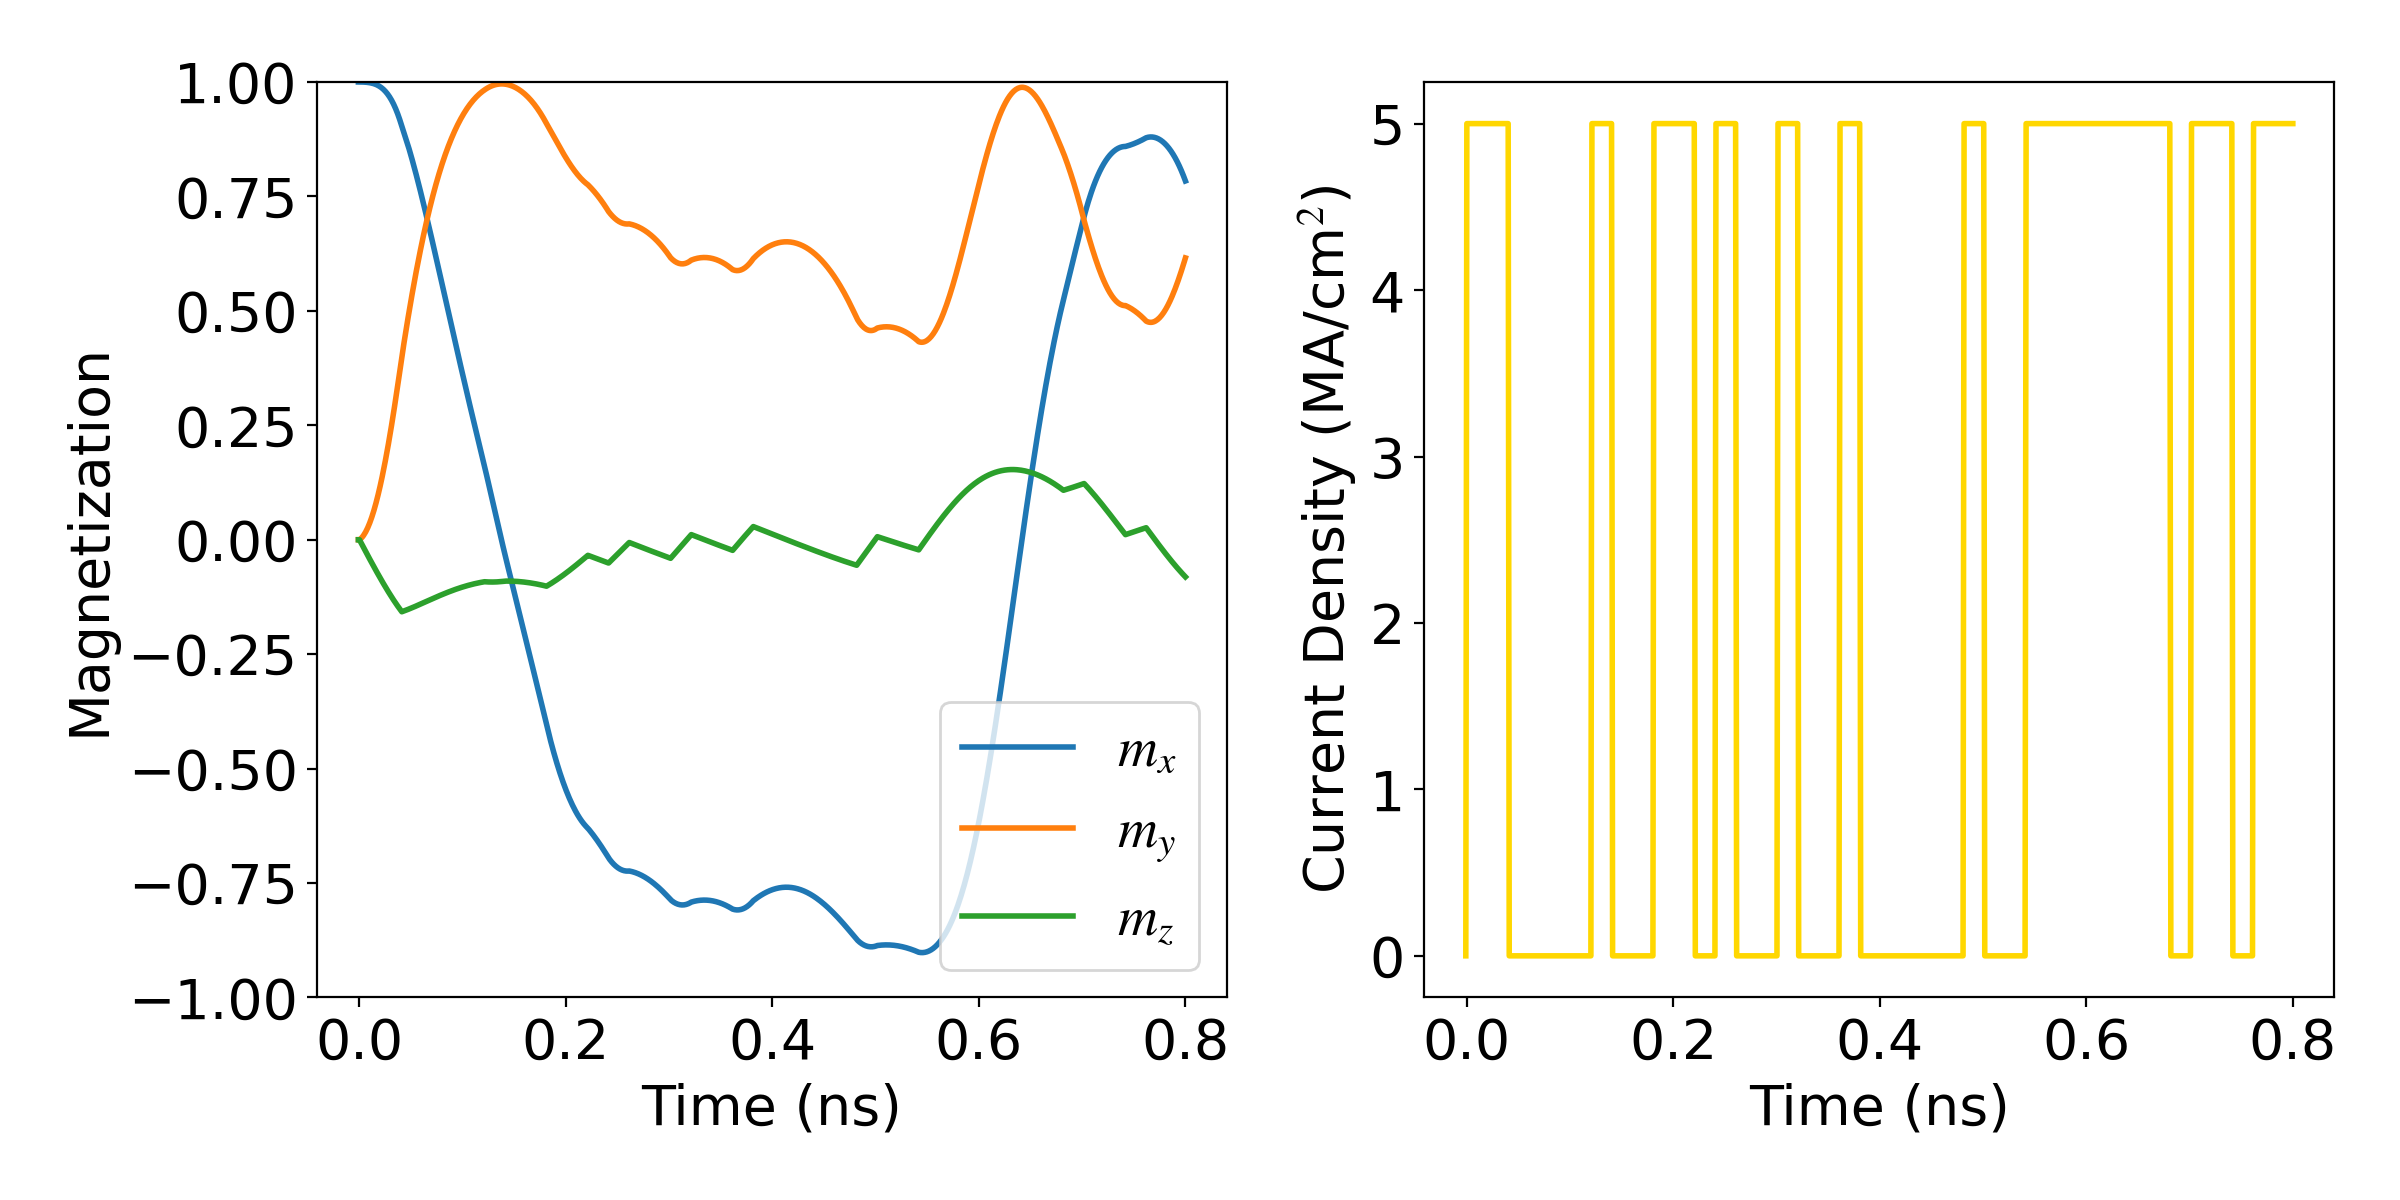 1.00
0.75
0.50
0.25
0.00
−0.25
−0.50
−0.75
−1.00
Magnetization
0.0 0.2 0.4 0.6 0.8
Time (ns)
m_x
m_y
m_z
5
4
3
2
1
0
Current Density (MA/cm²)
0.0 0.2 0.4 0.6 0.8
Time (ns)